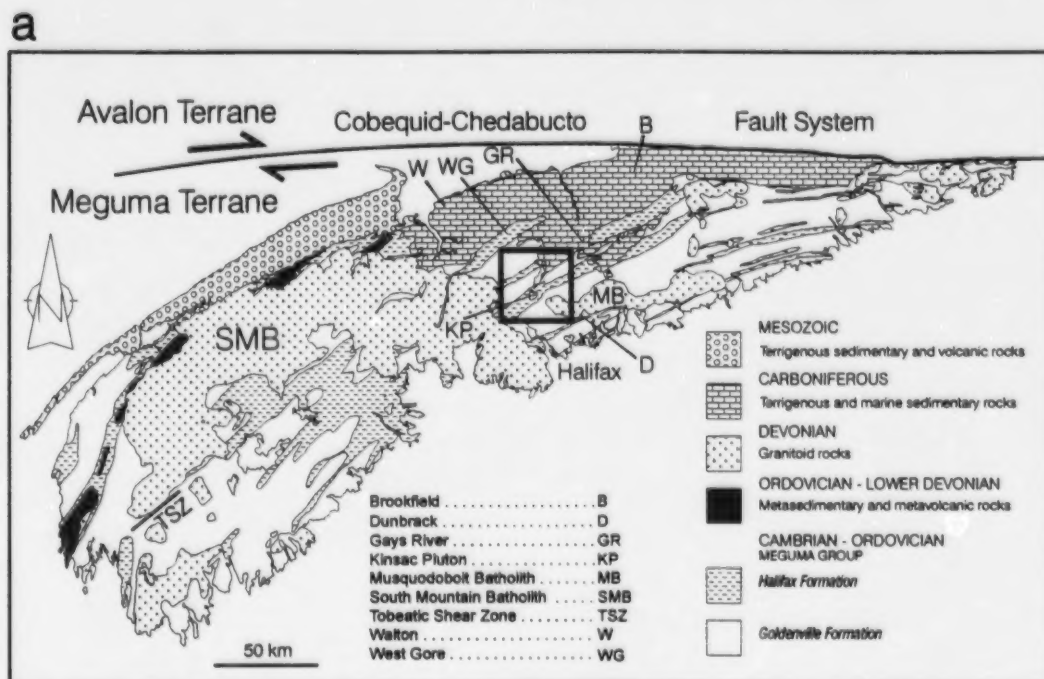 a
Avalon Terrane
Cobequid-Chedabucto
B
Fault System
GR
W WG
Meguma Terrane
N
SMB
MB
KP
Halifax
D
TSZ
MESOZOIC
Terrigenous sedimentary and volcanic rocks
CARBONIFEROUS
Terrigenous and marine sedimentary rocks
DEVONIAN
Granitoid rocks
ORDOVICIAN - LOWER DEVONIAN
Metasedimentary and metavolcanic rocks
CAMBRIAN - ORDOVICIAN
MEGUMA GROUP
Halifax Formation
Goldenville Formation
Brookfield . . . . . . . . . . . . . . . . . B
Dunbrack . . . . . . . . . . . . . . . . . . D
Gays River . . . . . . . . . . . . . . . . . GR
Kinsac Pluton . . . . . . . . . . . . . . KP
Musquodoboit Batholith . . . . . . MB
South Mountain Batholith . . . . . SMB
Tobeatic Shear Zone . . . . . . . . . TSZ
Walton . . . . . . . . . . . . . . . . . . . . W
West Gore . . . . . . . . . . . . . . . . . WG
50 km